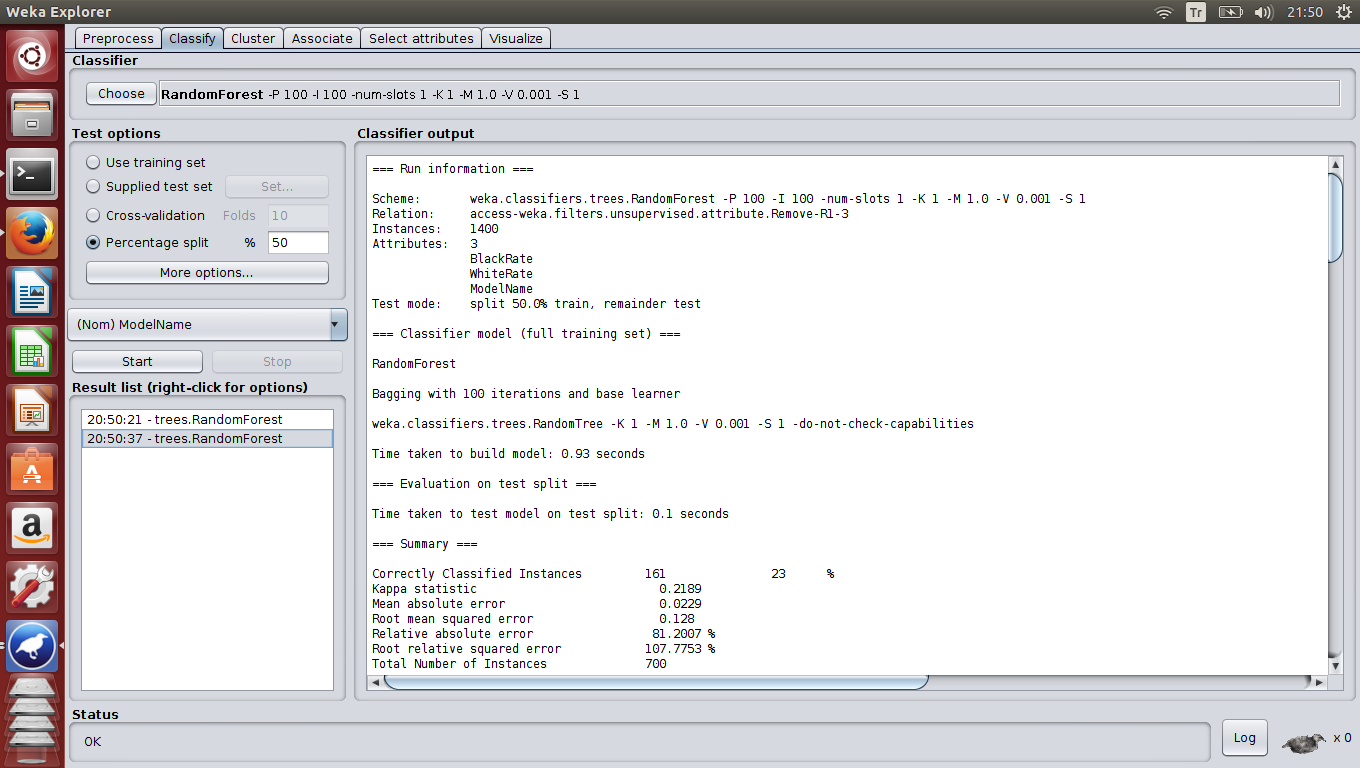 Weka Explorer
Tr
21:50
Preprocess Classify Cluster Associate Select attributes Visualize
Classifier
Choose RandomForest -P 100 -I 100 -num-slots 1 -K 1 -M 1.0 -V 0.001 -S 1
Test options
Use training set
Supplied test set Set...
Cross-validation Folds 10
Percentage split % 50
More options...
(Nom) ModelName
Start Stop
Result list (right-click for options)
20:50:21 - trees.RandomForest
20:50:37 - trees.RandomForest
Classifier output
=== Run information ===
Scheme: weka.classifiers.trees.RandomForest -P 100 -I 100 -num-slots 1 -K 1 -M 1.0 -V 0.001 -S 1
Relation: access-weka.filters.unsupervised.attribute.Remove-R1-3
Instances: 1400
Attributes: 3
BlackRate
WhiteRate
ModelName
Test mode: split 50.0% train, remainder test
=== Classifier model (full training set) ===
RandomForest
Bagging with 100 iterations and base learner
weka.classifiers.trees.RandomTree -K 1 -M 1.0 -V 0.001 -S 1 -do-not-check-capabilities
Time taken to build model: 0.93 seconds
=== Evaluation on test split ===
Time taken to test model on test split: 0.1 seconds
=== Summary ===
Correctly Classified Instances 161 23 %
Kappa statistic 0.2189
Mean absolute error 0.0229
Root mean squared error 0.128
Relative absolute error 81.2007 %
Root relative squared error 107.7753 %
Total Number of Instances 700
Status
OK
Log
x 0